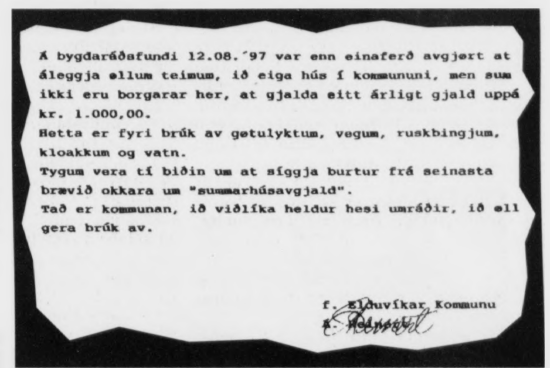 Á bygdaráðsfundi 12.08.´97 var enn einaferð avgjørt at
áleggja øllum teimum, ið eiga hús í kommununi, men sum
ikki eru borgarar her, at gjalda eitt árligt gjald uppá
kr. 1.000,00.
Hetta er fyri brúk av gøtulyktum, vegum, ruskbingjum,
kloakkum og vatn.
Tygum vera tí biðin um at síggja burtur frá seinasta
brævið okkara um "summarhúsavgjald".
Tað er kommunan, ið viðlíka heldur hesi umráðir, ið øll
gera brúk av.
f. Elduvíkar Kommunu